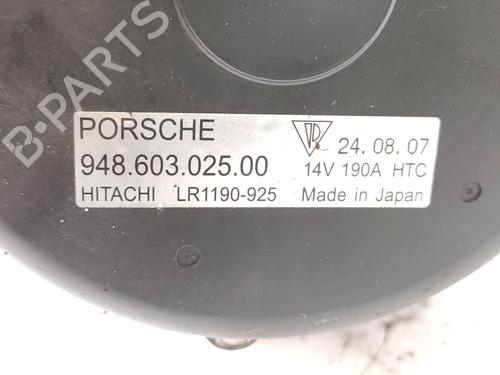 B-PARTS
PORSCHE 24. 08. 07
948.603.025.00 14V 190A HTC
HITACHI LR1190-925 Made in Japan